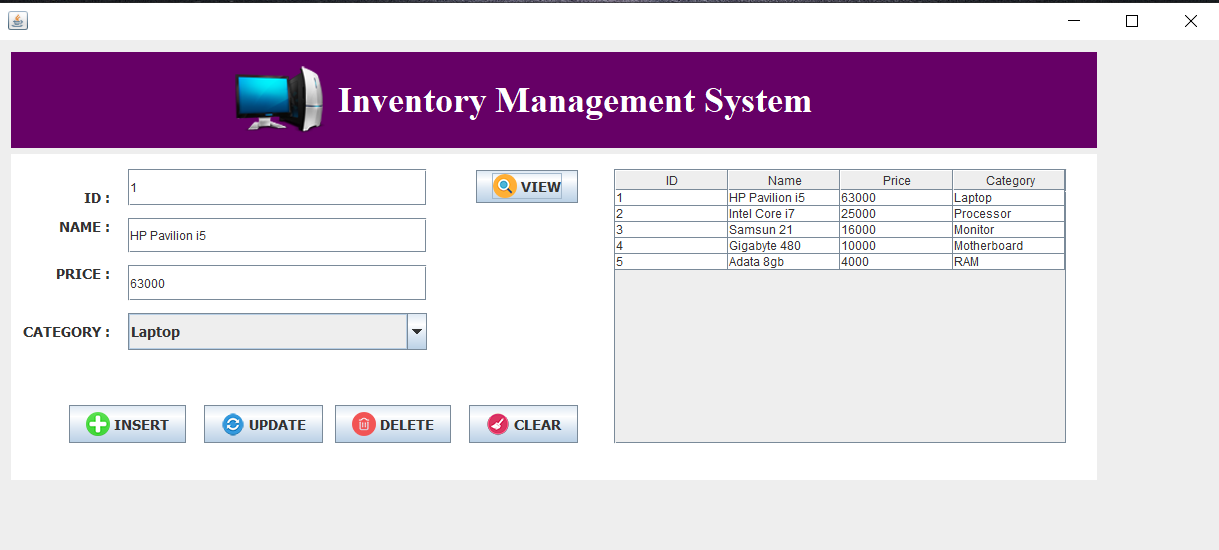 Inventory Management System
ID : 1
VIEW
NAME : HP Pavilion i5
PRICE : 63000
CATEGORY : Laptop
INSERT UPDATE DELETE CLEAR
ID Name Price Category
1 HP Pavilion i5 63000 Laptop
2 Intel Core i7 25000 Processor
3 Samsun 21 16000 Monitor
4 Gigabyte 480 10000 Motherboard
5 Adata 8gb 4000 RAM